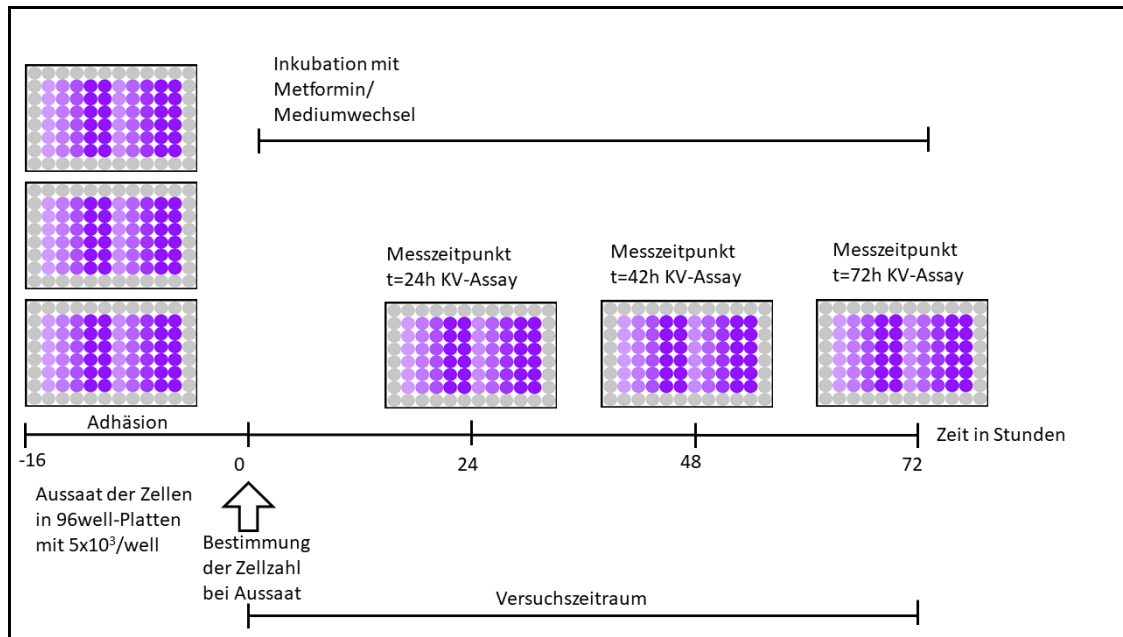 Inkubation mit
Metformin/
Mediumwechsel
Messzeitpunkt
t=24h KV-Assay
Messzeitpunkt
t=42h KV-Assay
Messzeitpunkt
t=72h KV-Assay
Adhäsion
Zeit in Stunden
-16
0
24
48
72
Aussaat der Zellen
in 96well-Platten
mit 5x10³/well
Bestimmung
der Zellzahl
bei Aussaat
Versuchszeitraum